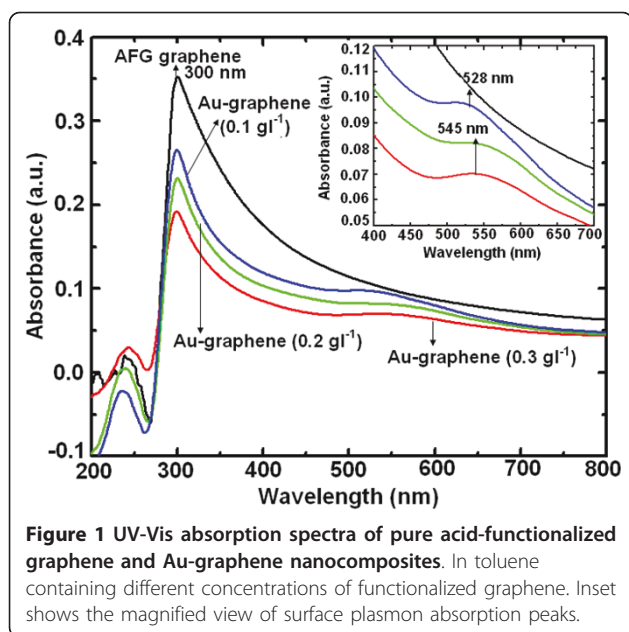 0.4
0.3
0.2
0.1
0.0
-0.1
Absorbance (a.u.)
AFG graphene
300 nm
Au-graphene
(0.1 gl⁻¹)
Au-graphene (0.2 gl⁻¹)
Au-graphene (0.3 gl⁻¹)
0.12
0.11
0.10
0.09
0.08
0.07
0.06
0.05
Absorbance (a.u.)
528 nm
545 nm
400 450 500 550 600 650 700
Wavelength (nm)
200 300 400 500 600 700 800
Wavelength (nm)
Figure 1 UV-Vis absorption spectra of pure acid-functionalized
graphene and Au-graphene nanocomposites. In toluene
containing different concentrations of functionalized graphene. Inset
shows the magnified view of surface plasmon absorption peaks.